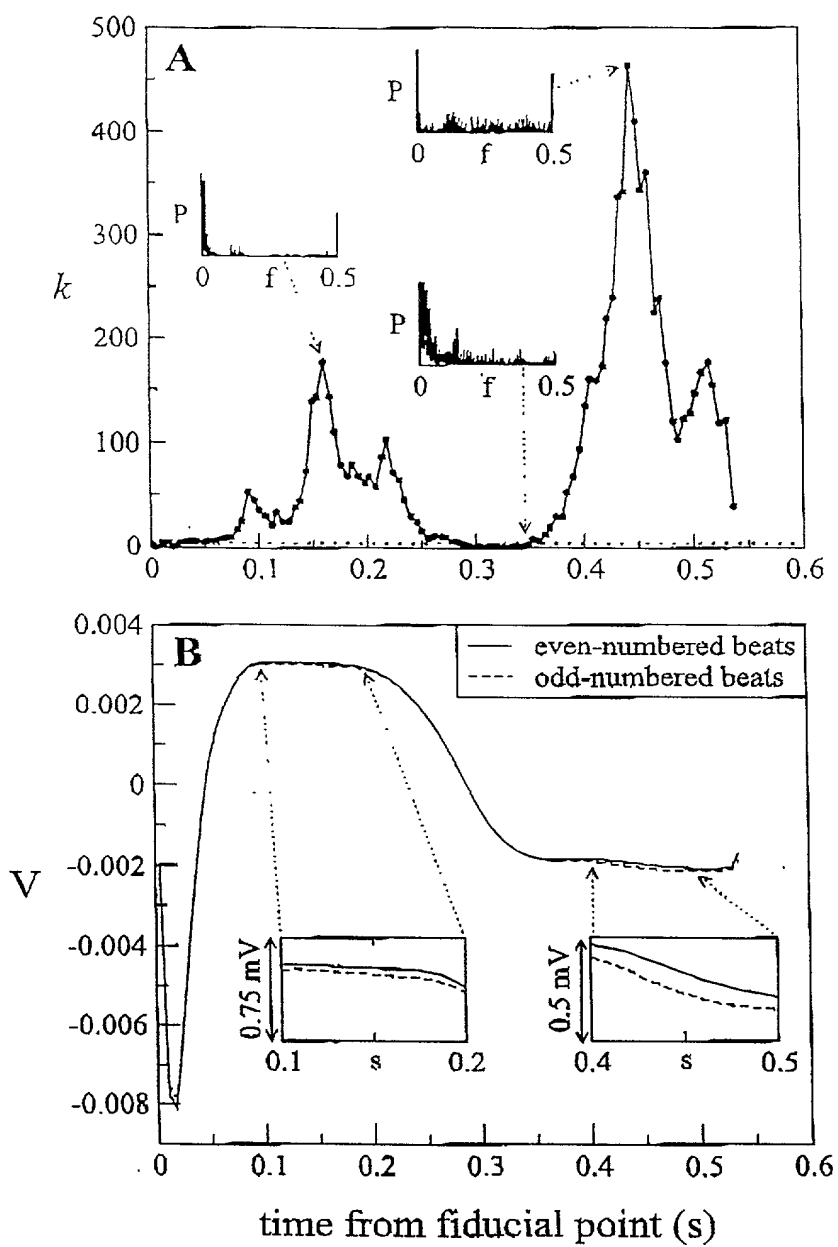 500
A
400
300
k
200
100
0
P
0 f 0.5
P
0 f 0.5
P
0 f 0.5
0 0.1 0.2 0.3 0.4 0.5 0.6
0.004
B
even-numbered beats
odd-numbered beats
0.002
0
-0.002
V
-0.004
-0.006
-0.008
0.75 mV
0.1 s 0.2
0.5 mV
0.4 s 0.5
0 0.1 0.2 0.3 0.4 0.5 0.6
time from fiducial point (s)